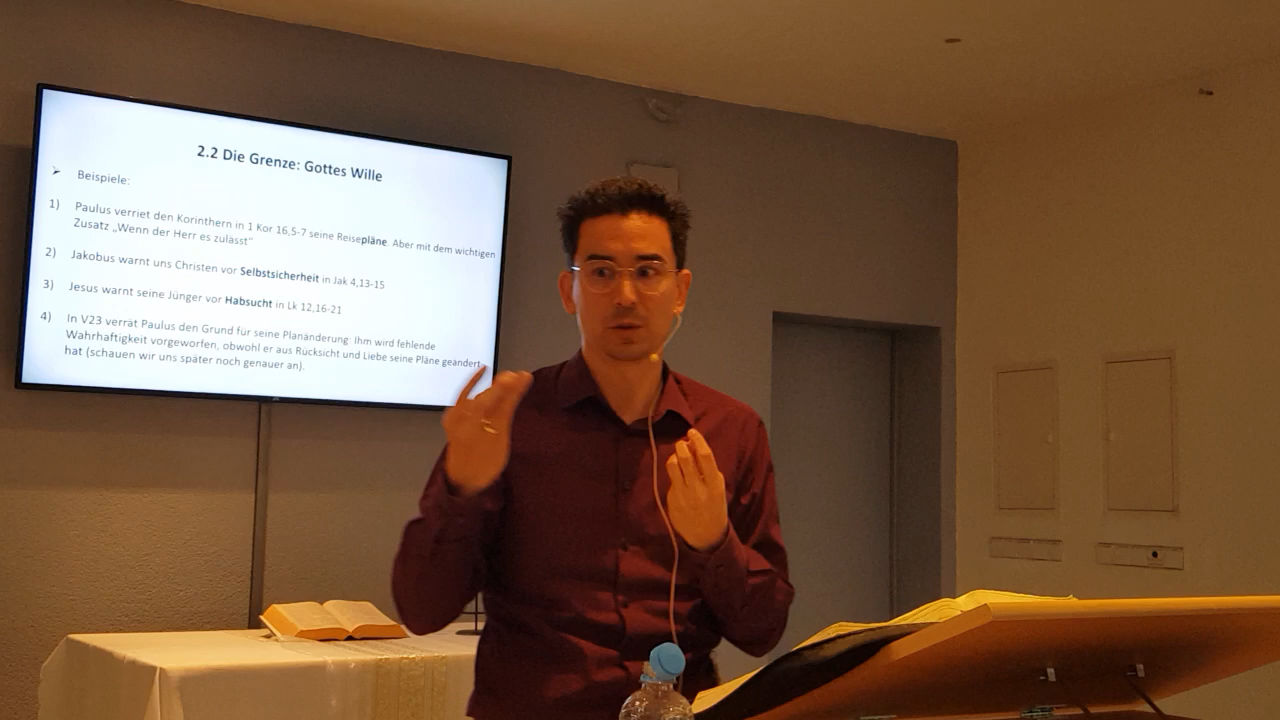 2.2 Die Grenze: Gottes Wille
➢ Beispiele:
1) Paulus verriet den Korinthern in 1 Kor 16,5-7 seine Reisepläne. Aber mit dem wichtigen
Zusatz „Wenn der Herr es zulässt“
2) Jakobus warnt uns Christen vor Selbstsicherheit in Jak 4,13-15
3) Jesus warnt seine Jünger vor Habsucht in Lk 12,16-21
4) In V23 verrät Paulus den Grund für seine Planänderung: Ihm wird fehlende
Wahrhaftigkeit vorgeworfen, obwohl er aus Rücksicht und Liebe seine Pläne geändert
hat (schauen wir uns später noch genauer an).